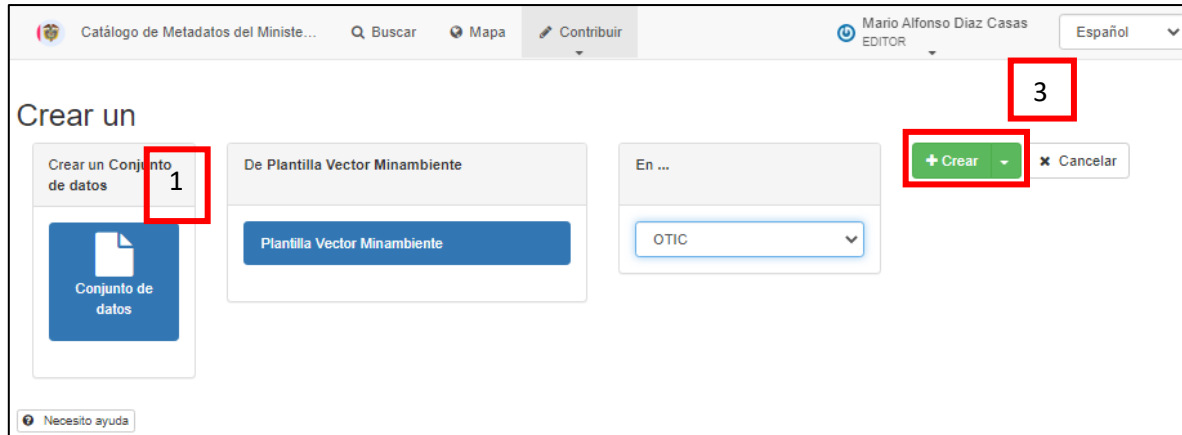 Catálogo de Metadatos del Ministe... Buscar Mapa Contribuir Mario Alfonso Diaz Casas Español
EDITOR
3
Crear un
Crear un Conjunto
de datos
1
De Plantilla Vector Minambiente
En ...
+ Crear
× Cancelar
Conjunto de
datos
Plantilla Vector Minambiente
OTIC
Necesito ayuda